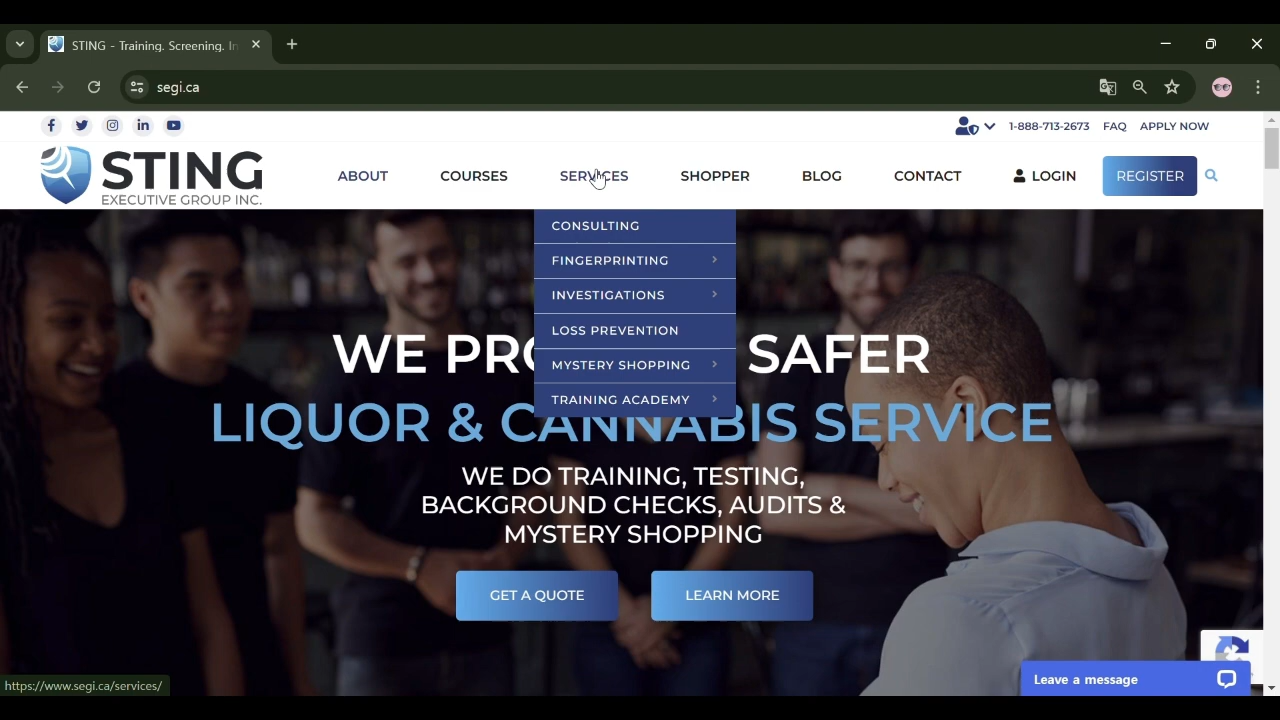 STING - Training. Screening. In
segi.ca
1-888-713-2673 FAQ APPLY NOW
STING
EXECUTIVE GROUP INC.
ABOUT COURSES SERVICES SHOPPER BLOG CONTACT LOGIN REGISTER
CONSULTING
FINGERPRINTING
INVESTIGATIONS
LOSS PREVENTION
MYSTERY SHOPPING
TRAINING ACADEMY
WE PRO SAFER
LIQUOR & CANNABIS SERVICE
WE DO TRAINING, TESTING,
BACKGROUND CHECKS, AUDITS &
MYSTERY SHOPPING
GET A QUOTE LEARN MORE
Leave a message
https://www.segi.ca/services/